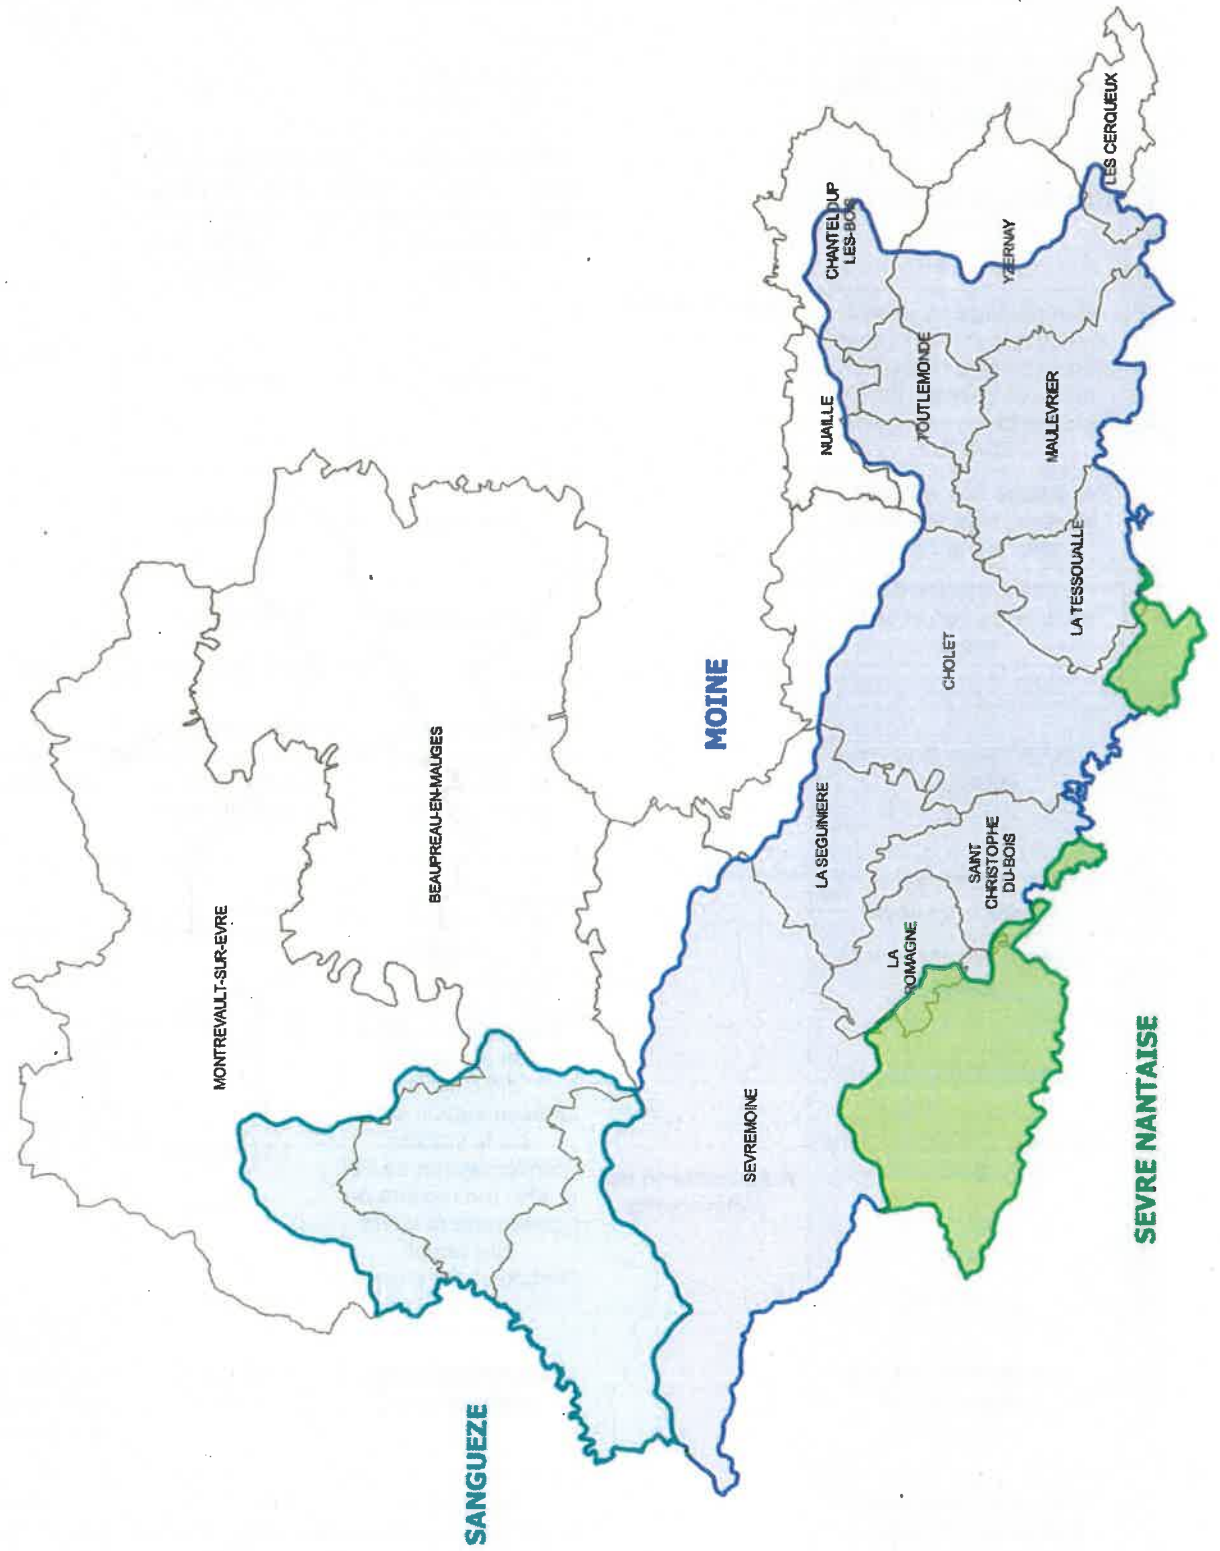 MONTREVAULT-SUR-EVRE
BEAUPREAU-EN-MAUGES
SANGUEZE
MOINE
SEVREMOINE
LA SEGUINIERE
NUAILLE
CHANTELOUP
LES-BOIS
LA
ROMAGNE
TOUTLEMONDE
CHOLET
SAINT
CHRISTOPHE
DU-BOIS
YZERNAY
MAULEVRIER
LA TESSOUALLE
LES CERQUEUX
SEVRE NANTAISE